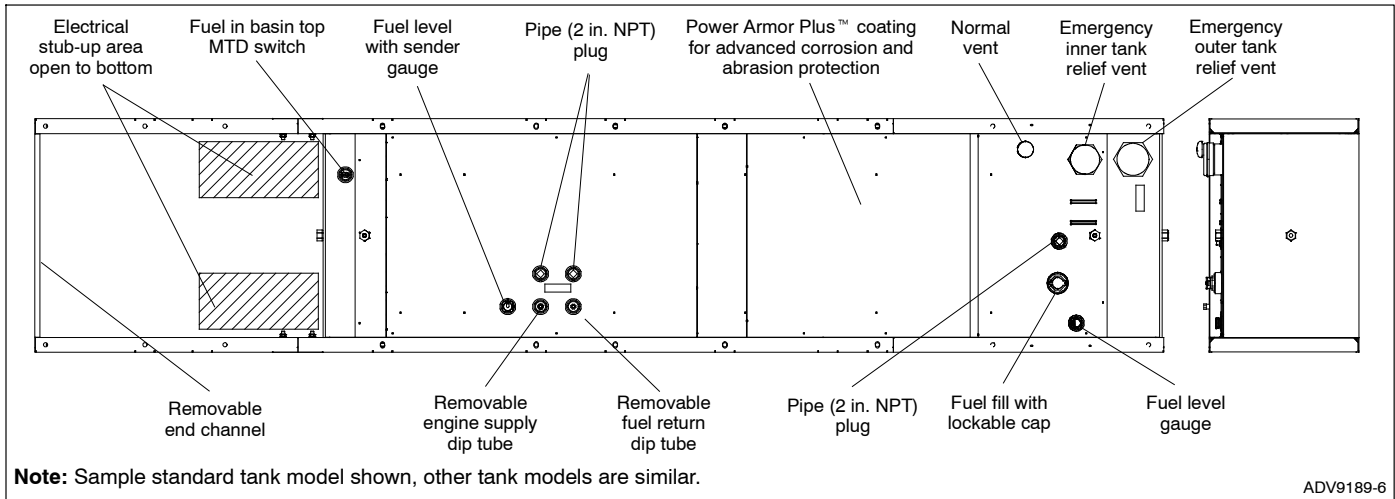 Electrical
stub-up area
open to bottom
Fuel in basin top
MTD switch
Fuel level
with sender
gauge
Pipe (2 in. NPT)
plug
Power Armor Plus™ coating
for advanced corrosion and
abrasion protection
Normal
vent
Emergency
inner tank
relief vent
Emergency
outer tank
relief vent
Removable
end channel
Removable
engine supply
dip tube
Removable
fuel return
dip tube
Pipe (2 in. NPT)
plug
Fuel fill with
lockable cap
Fuel level
gauge
Note: Sample standard tank model shown, other tank models are similar.
ADV9189-6